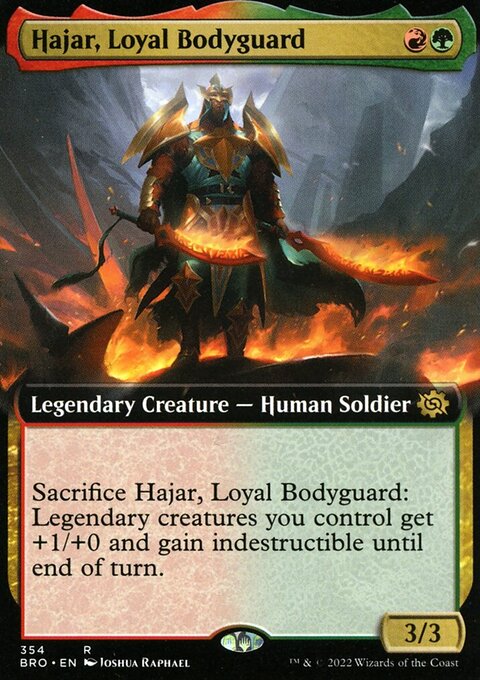 Hajar, Loyal Bodyguard
Legendary Creature — Human Soldier
Sacrifice Hajar, Loyal Bodyguard:
Legendary creatures you control get
+1/+0 and gain indestructible until
end of turn.
3/3
354 R
BRO • EN Joshua Raphael
™ & © 2022 Wizards of the Coast